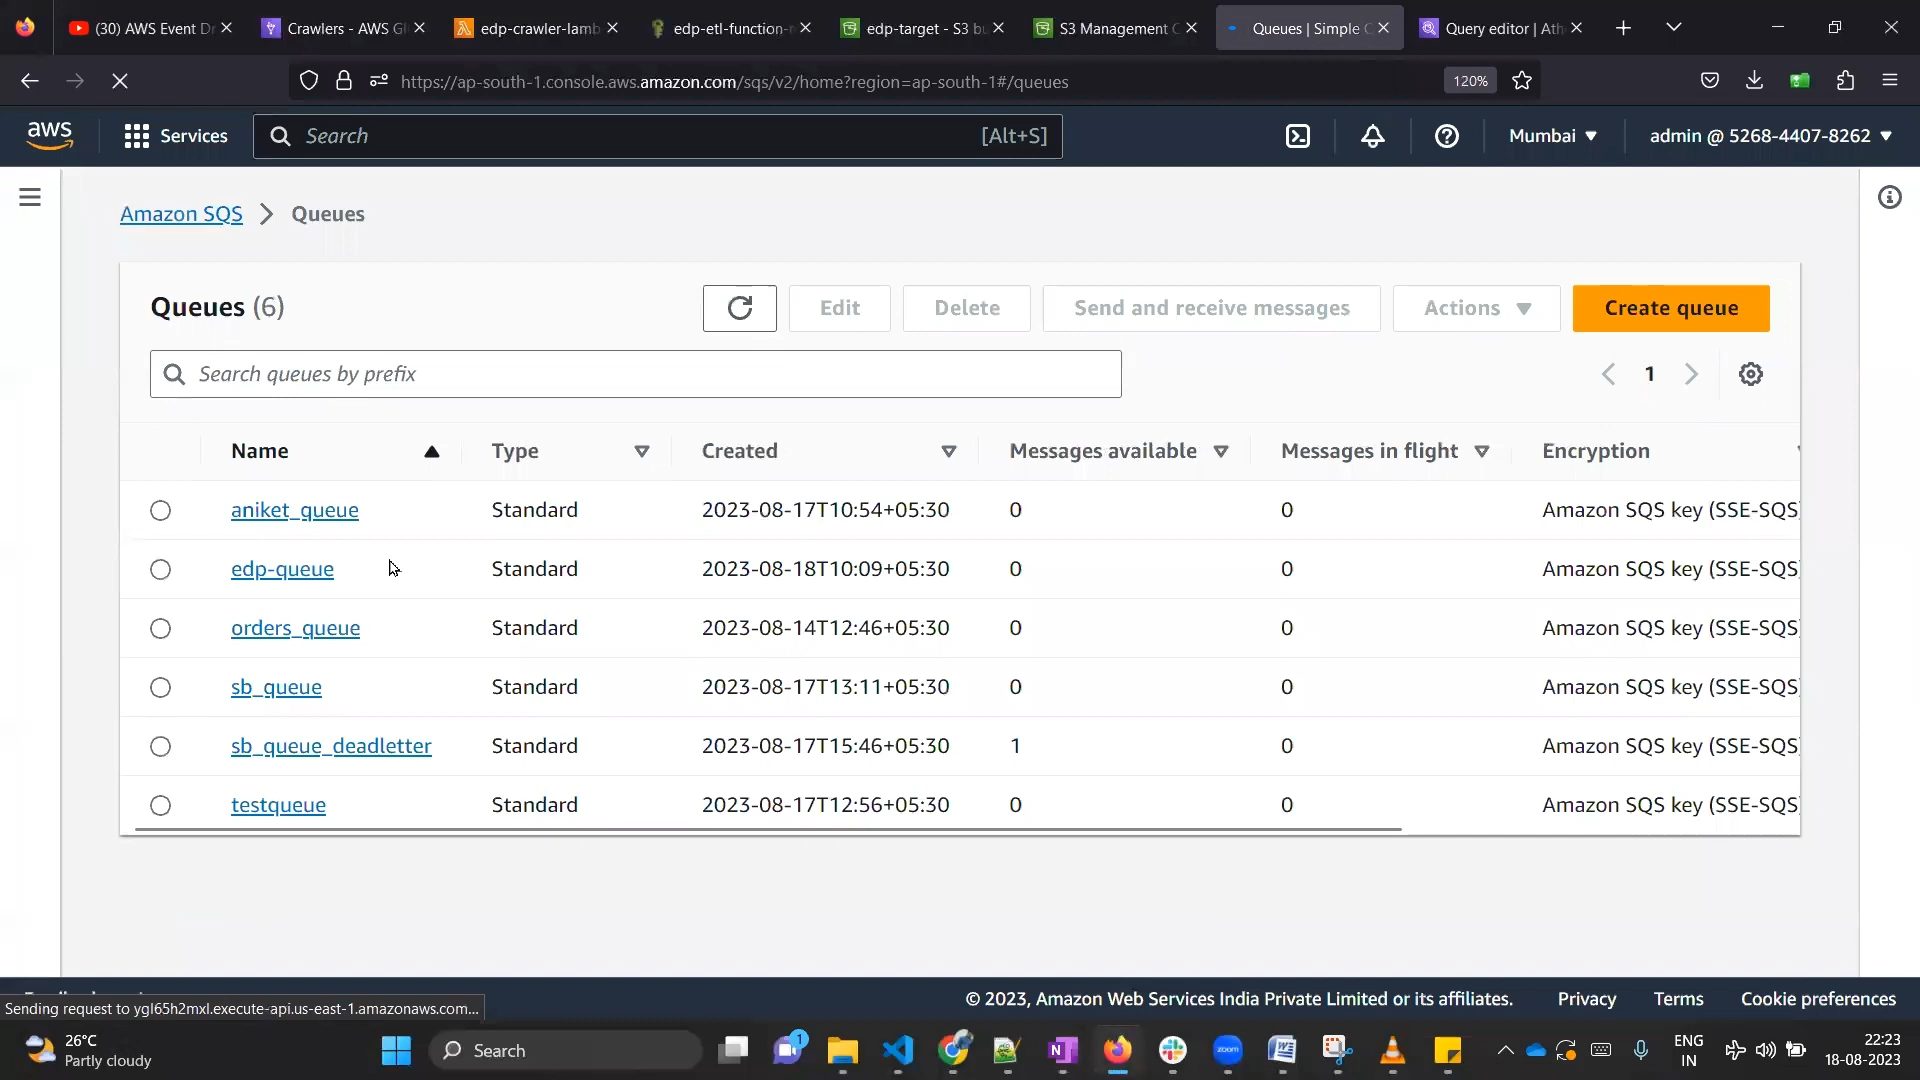 (30) AWS Event Dr
Crawlers - AWS Gl
edp-crawler-lamb
edp-etl-function-r
edp-target - S3 bu
S3 Management C
Queues | Simple Q
Query editor | Ath
https://ap-south-1.console.aws.amazon.com/sqs/v2/home?region=ap-south-1#/queues
120%
aws
Services
Search
[Alt+S]
Mumbai
admin @ 5268-4407-8262
Amazon SQS
Queues
Queues (6)
Edit
Delete
Send and receive messages
Actions
Create queue
Search queues by prefix
1
Name
Type
Created
Messages available
Messages in flight
Encryption
aniket_queue
Standard
2023-08-17T10:54+05:30
0
0
Amazon SQS key (SSE-SQS)
edp-queue
Standard
2023-08-18T10:09+05:30
0
0
Amazon SQS key (SSE-SQS)
orders_queue
Standard
2023-08-14T12:46+05:30
0
0
Amazon SQS key (SSE-SQS)
sb_queue
Standard
2023-08-17T13:11+05:30
0
0
Amazon SQS key (SSE-SQS)
sb_queue_deadletter
Standard
2023-08-17T15:46+05:30
1
0
Amazon SQS key (SSE-SQS)
testqueue
Standard
2023-08-17T12:56+05:30
0
0
Amazon SQS key (SSE-SQS)
Sending request to ygl65h2mxl.execute-api.us-east-1.amazonaws.com...
© 2023, Amazon Web Services India Private Limited or its affiliates.
Privacy
Terms
Cookie preferences
26°C
Partly cloudy
Search
1
zoom
ENG
IN
22:23
18-08-2023